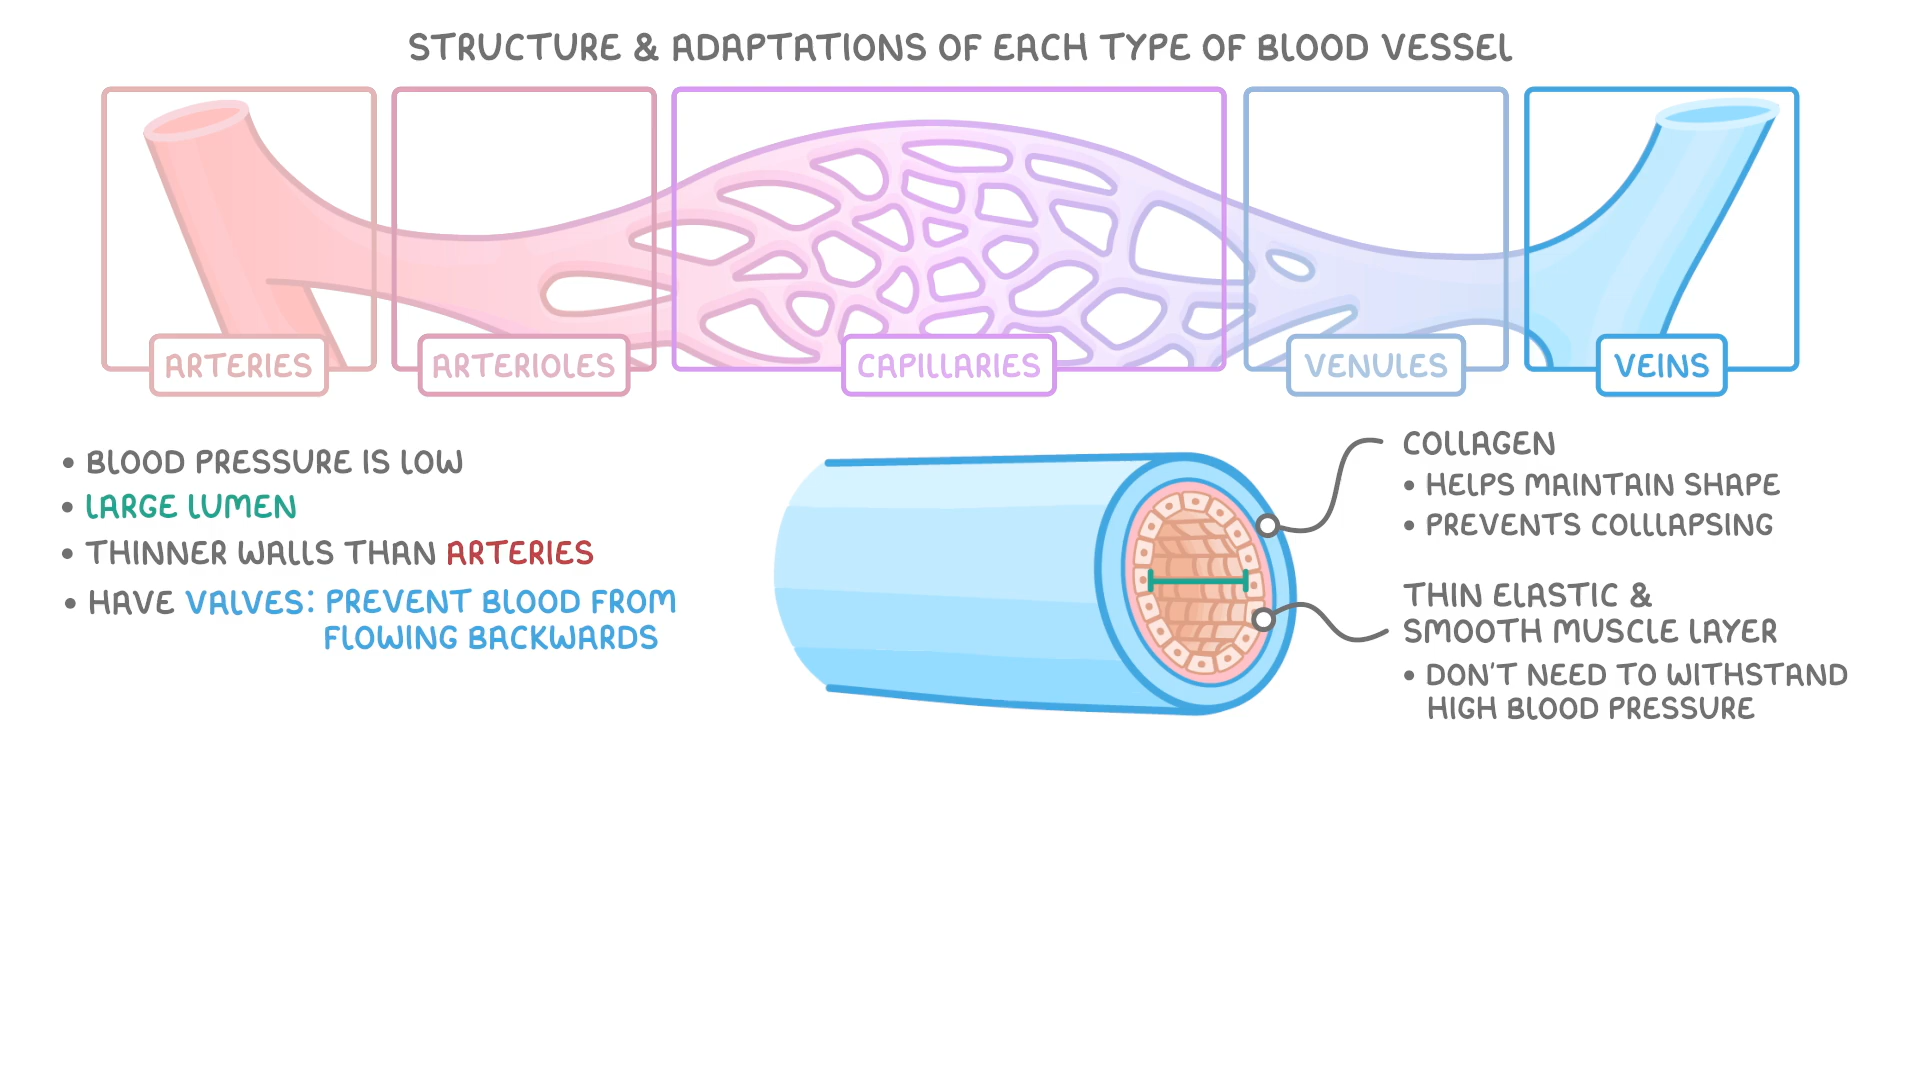 STRUCTURE & ADAPTATIONS OF EACH TYPE OF BLOOD VESSEL
ARTERIES
ARTERIOLES
CAPILLARIES
VENULES
VEINS
• BLOOD PRESSURE IS LOW
• LARGE LUMEN
• THINNER WALLS THAN ARTERIES
• HAVE VALVES: PREVENT BLOOD FROM
FLOWING BACKWARDS
COLLAGEN
• HELPS MAINTAIN SHAPE
• PREVENTS COLLLAPSING
THIN ELASTIC &
SMOOTH MUSCLE LAYER
• DON'T NEED TO WITHSTAND
HIGH BLOOD PRESSURE